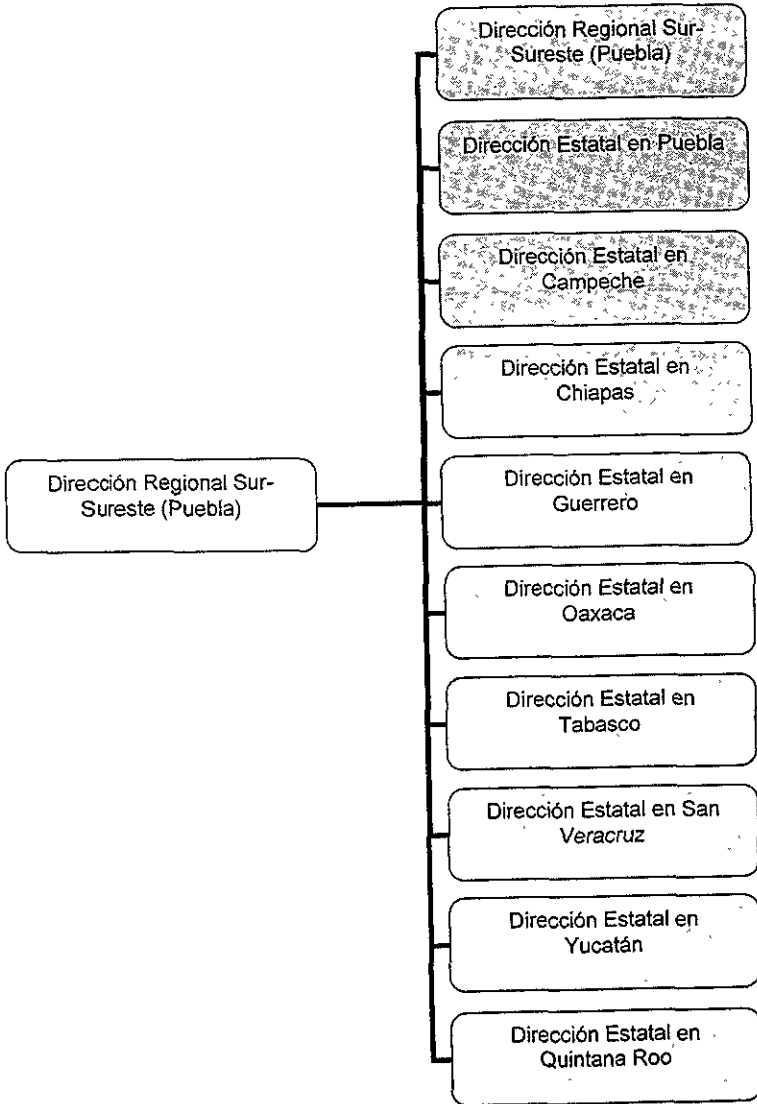 Dirección Regional Sur-
Sureste (Puebla)
Dirección Regional Sur-
Sureste (Puebla)
Dirección Estatal en Puebla
Dirección Estatal en
Campeche
Dirección Estatal en
Chiapas
Dirección Estatal en
Guerrero
Dirección Estatal en
Oaxaca
Dirección Estatal en
Tabasco
Dirección Estatal en San
Veracruz
Dirección Estatal en
Yucatán
Dirección Estatal en
Quintana Roo